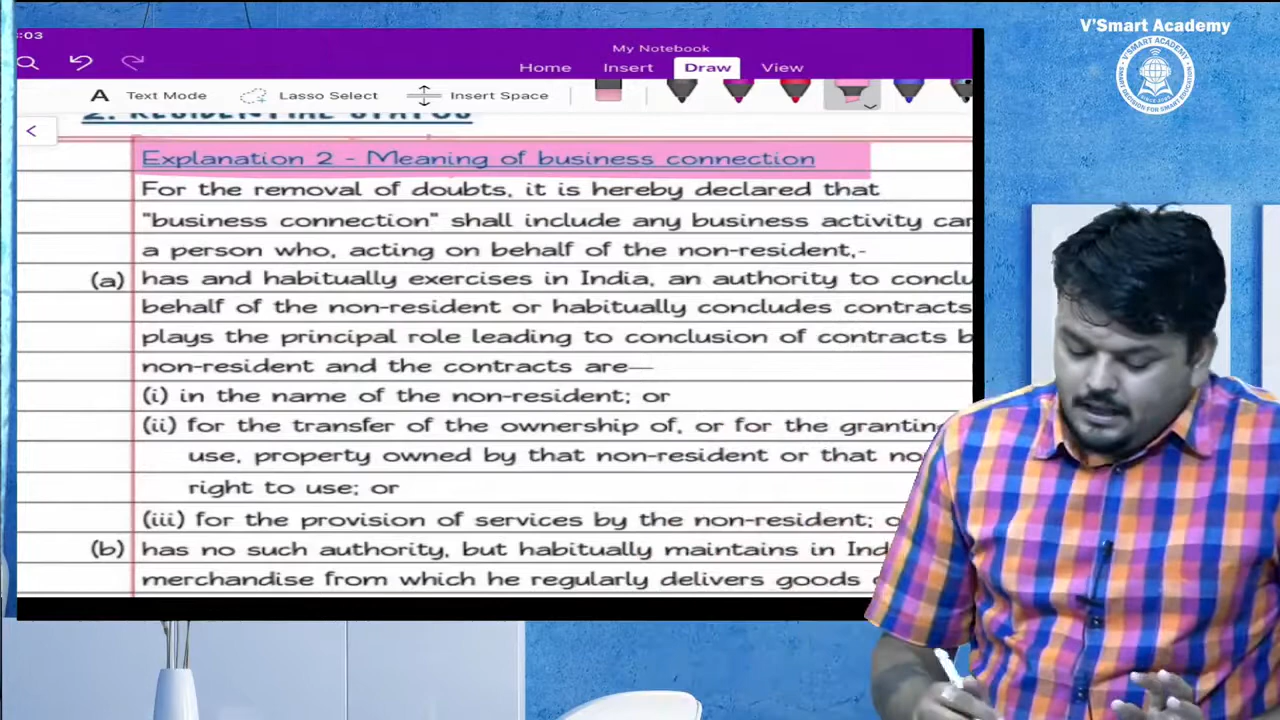 V'Smart Academy
:03
My Notebook
Home Insert Draw View
A Text Mode Lasso Select Insert Space
2. RESIDENTIAL STATUS
Explanation 2 - Meaning of business connection
For the removal of doubts, it is hereby declared that
"business connection" shall include any business activity
a person who, acting on behalf of the non-resident,-
(a) has and habitually exercises in India, an authority to
behalf of the non-resident or habitually concludes contracts
plays the principal role leading to conclusion of contracts
non-resident and the contracts are—
(i) in the name of the non-resident; or
(ii) for the transfer of the ownership of, or for the
use, property owned by that non-resident or that
right to use; or
(iii) for the provision of services by the non-resident;
(b) has no such authority, but habitually maintains in
merchandise from which he regularly delivers goods